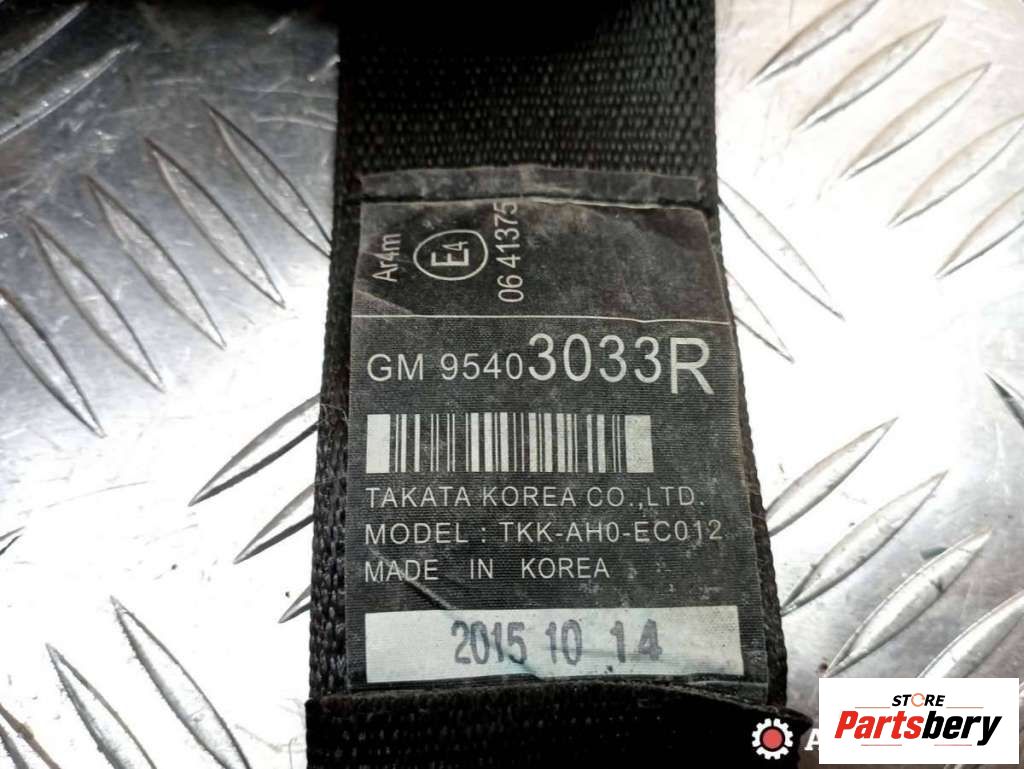 Ar4m
E4
06 41375
GM 95403033R
TAKATA KOREA CO.,LTD.
MODEL : TKK-AH0-EC012
MADE IN KOREA
2015 10 14
STORE
Partsbery